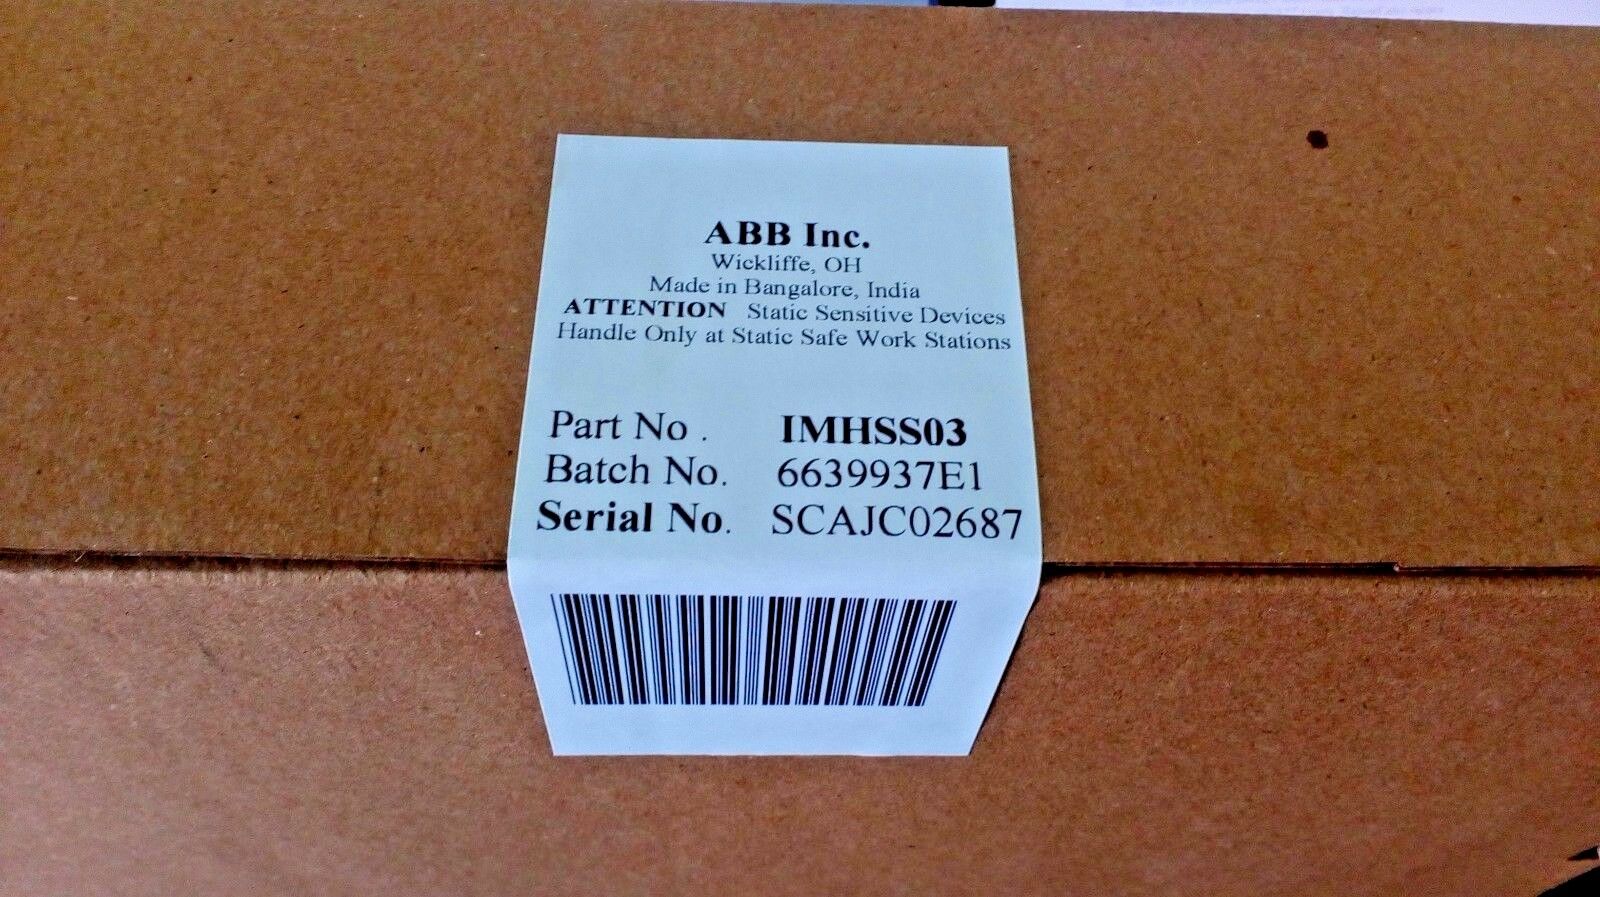 ABB Inc.
Wickliffe, OH
Made in Bangalore, India
ATTENTION Static Sensitive Devices
Handle Only at Static Safe Work Stations
Part No . IMHSS03
Batch No. 6639937E1
Serial No. SCAJC02687